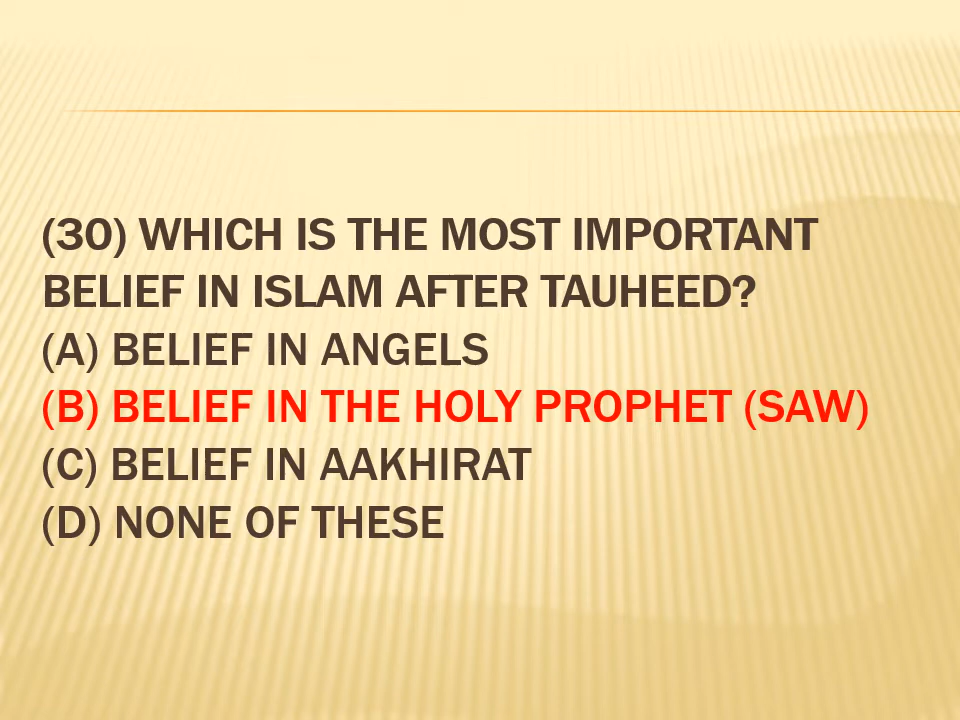 (30) WHICH IS THE MOST IMPORTANT
BELIEF IN ISLAM AFTER TAUHEED?
(A) BELIEF IN ANGELS
(B) BELIEF IN THE HOLY PROPHET (SAW)
(C) BELIEF IN AAKHIRAT
(D) NONE OF THESE